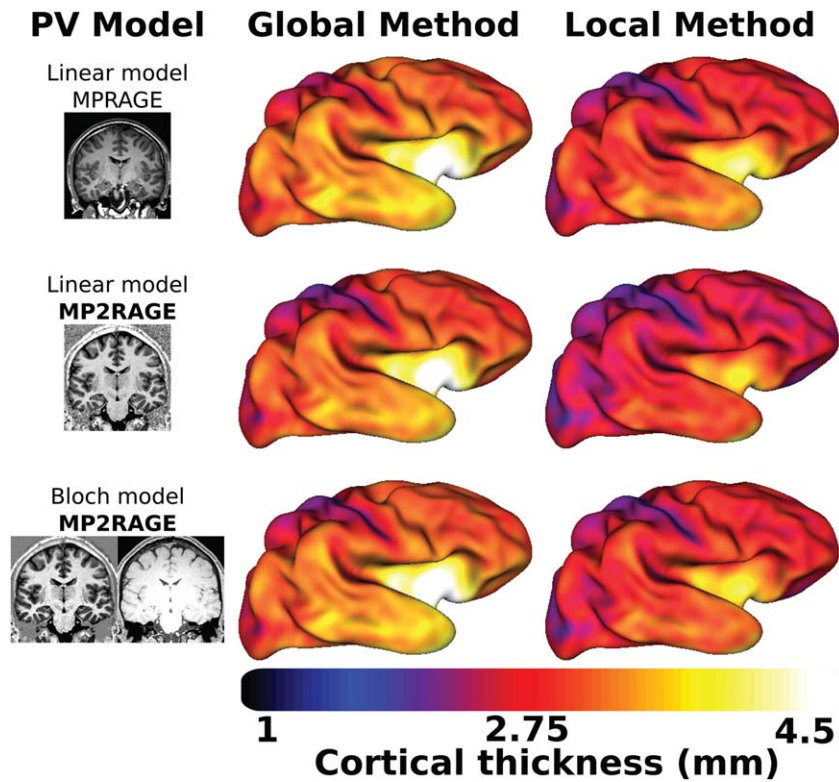 PV Model Global Method Local Method
Linear model
MPRAGE
Linear model
MP2RAGE
Bloch model
MP2RAGE
1 2.75 4.5
Cortical thickness (mm)